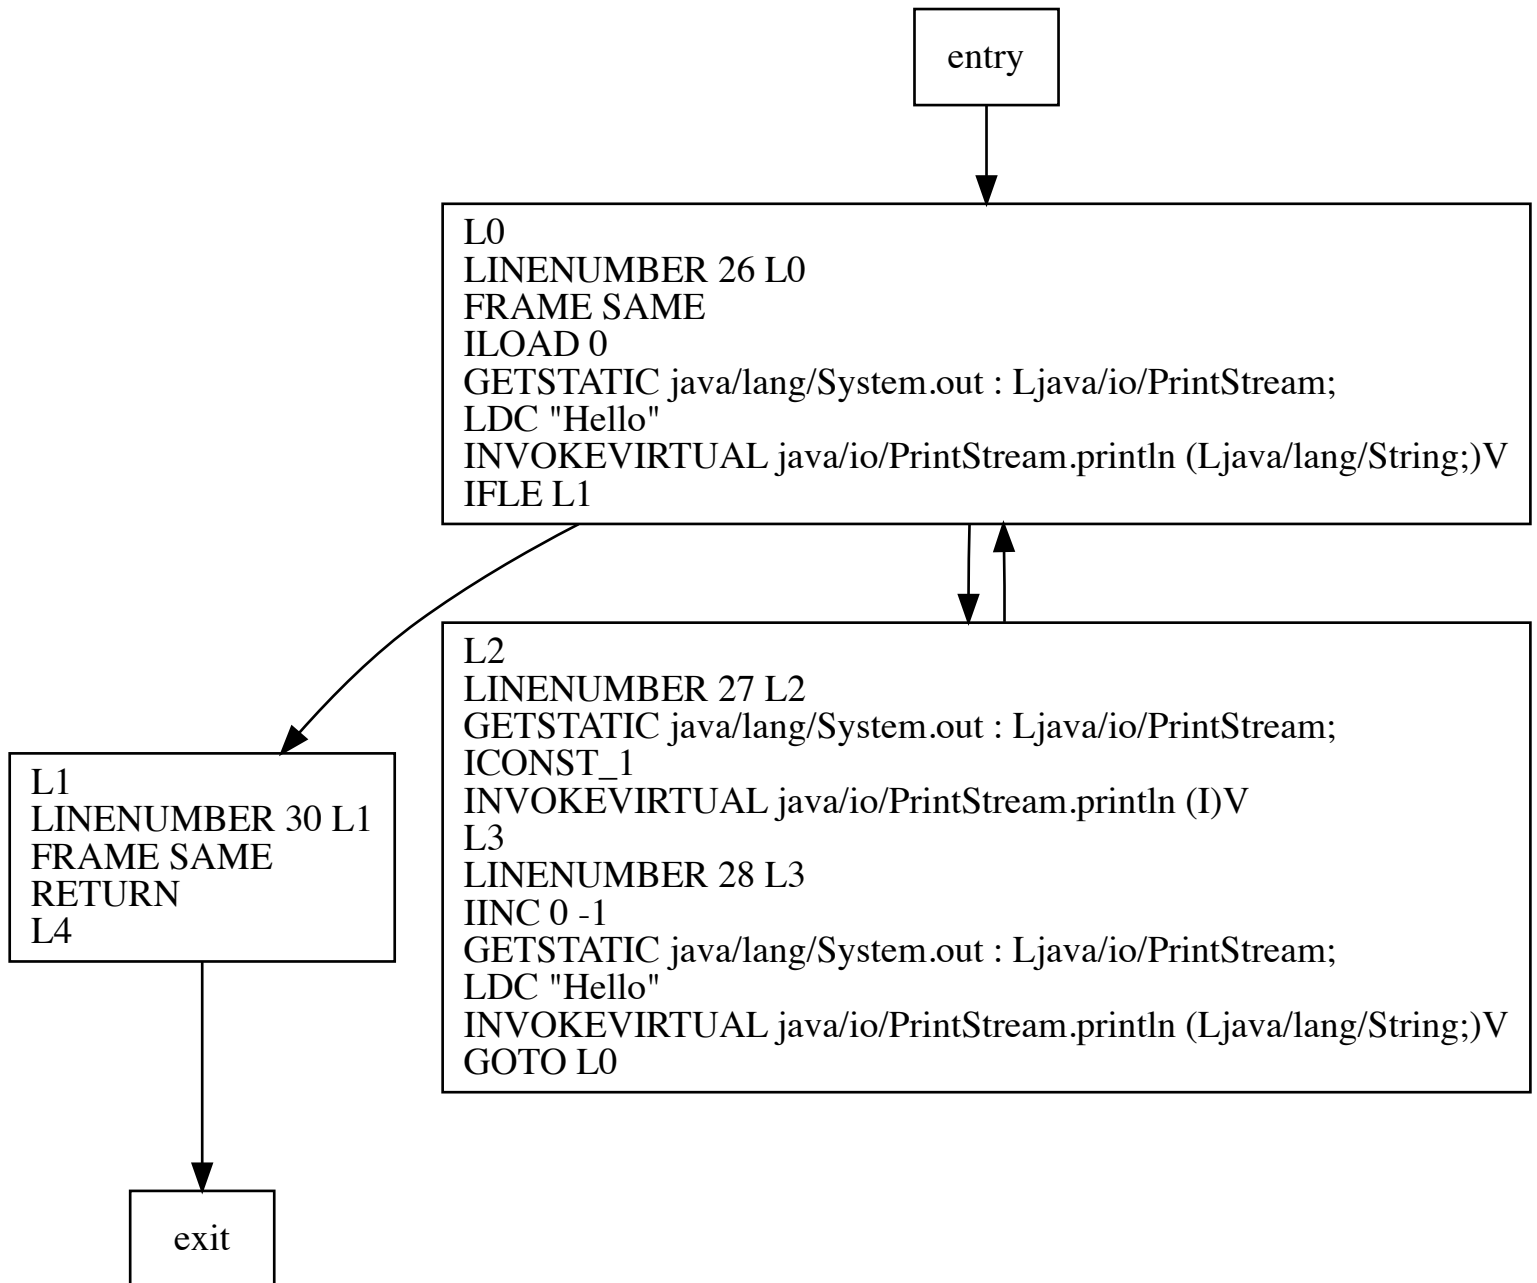 entry
L0
LINENUMBER 26 L0
FRAME SAME
ILOAD 0
GETSTATIC java/lang/System.out : Ljava/io/PrintStream;
LDC "Hello"
INVOKEVIRTUAL java/io/PrintStream.println (Ljava/lang/String;)V
IFLE L1
L2
LINENUMBER 27 L2
GETSTATIC java/lang/System.out : Ljava/io/PrintStream;
ICONST_1
INVOKEVIRTUAL java/io/PrintStream.println (I)V
L3
LINENUMBER 28 L3
IINC 0 -1
GETSTATIC java/lang/System.out : Ljava/io/PrintStream;
LDC "Hello"
INVOKEVIRTUAL java/io/PrintStream.println (Ljava/lang/String;)V
GOTO L0
L1
LINENUMBER 30 L1
FRAME SAME
RETURN
L4
exit